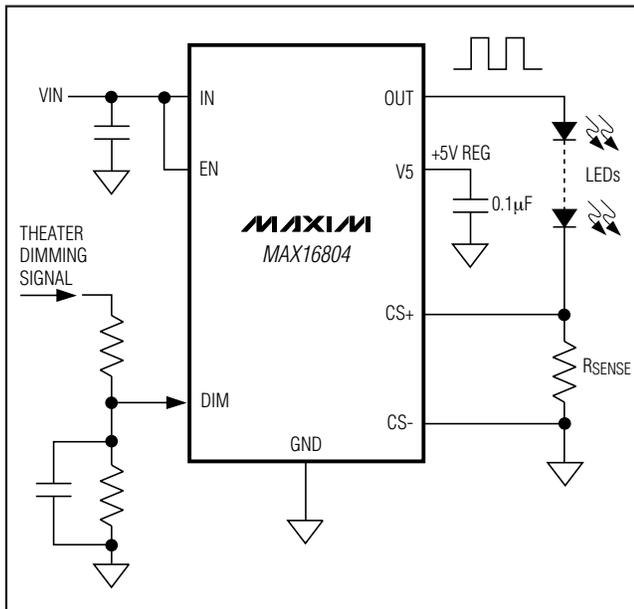 VIN
IN
OUT
EN
+5V REG
V5
LEDs
0.1µF
MAXIM
MAX16804
THEATER
DIMMING
SIGNAL
CS+
RSENSE
DIM
CS-
GND